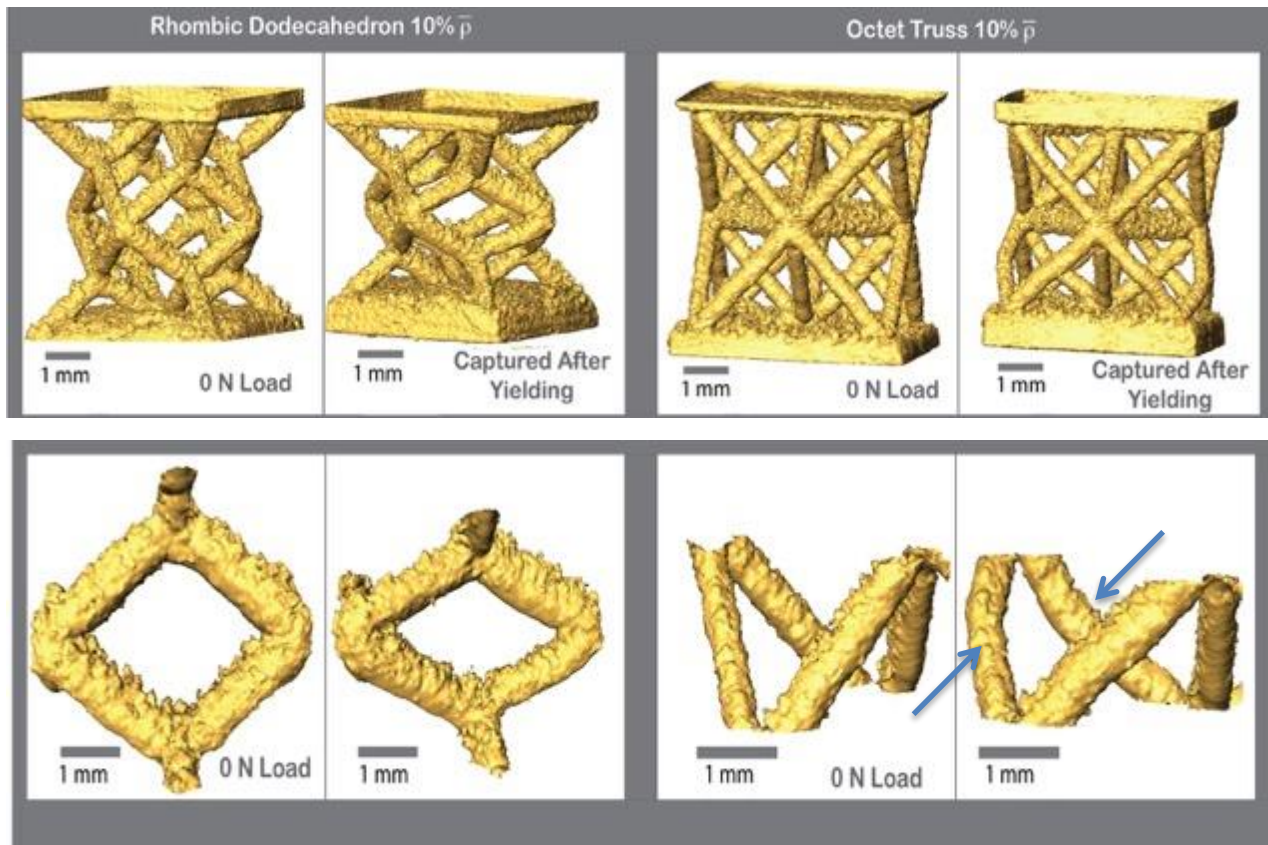 Rhombic Dodecahedron 10% ρ̅
Octet Truss 10% ρ̅
1 mm
0 N Load
1 mm
Captured After
Yielding
1 mm
0 N Load
1 mm
Captured After
Yielding
1 mm
0 N Load
1 mm
1 mm
0 N Load
1 mm